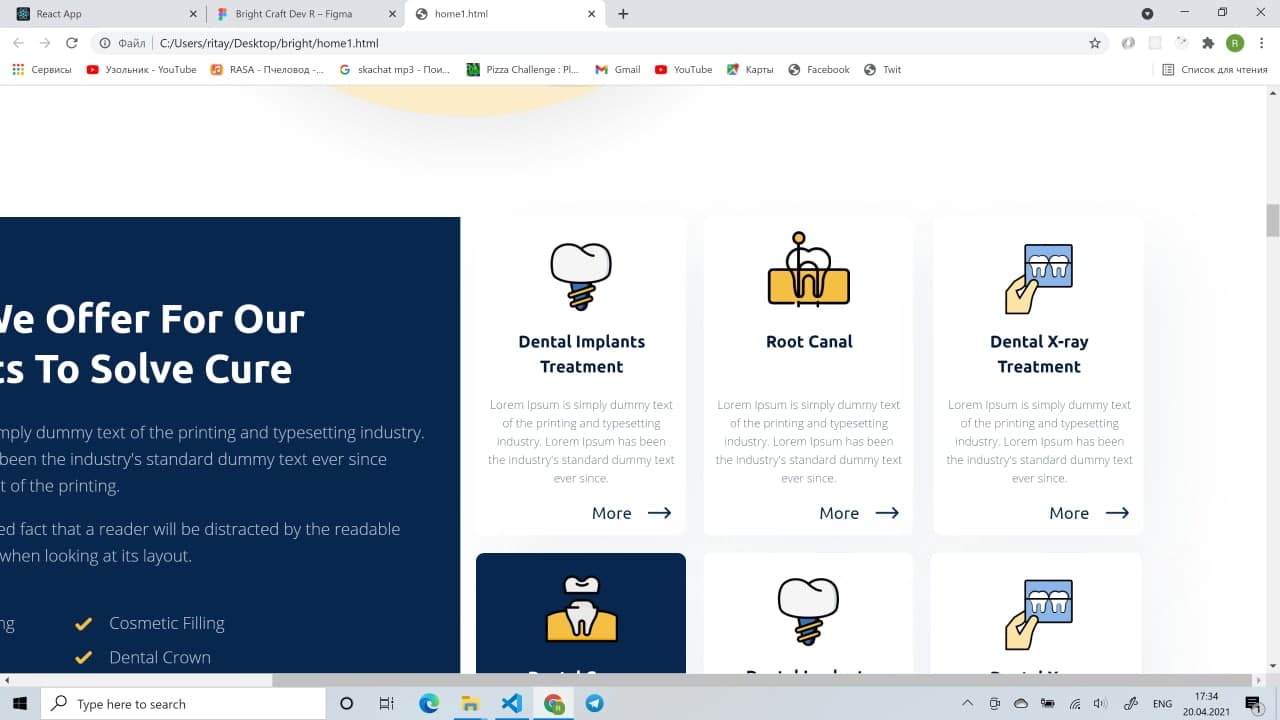 React App
Bright Craft Dev R – Figma
home1.html
Файл
C:/Users/ritay/Desktop/bright/home1.html
R
Сервисы
Узольник - YouTube
RASA - Пчеловод -...
skachat mp3 - Пои...
Pizza Challenge : Pl...
Gmail
YouTube
Карты
Facebook
Twit
Список для чтения
We Offer For Our
ts To Solve Cure
mply dummy text of the printing and typesetting industry.
been the industry's standard dummy text ever since
t of the printing.
ed fact that a reader will be distracted by the readable
when looking at its layout.
ng
Cosmetic Filling
Dental Crown
Dental Implants
Treatment
Lorem Ipsum is simply dummy text
of the printing and typesetting
industry. Lorem Ipsum has been
the industry's standard dummy text
ever since.
More
Root Canal
Lorem Ipsum is simply dummy text
of the printing and typesetting
industry. Lorem Ipsum has been
the industry's standard dummy text
ever since.
More
Dental X-ray
Treatment
Lorem Ipsum is simply dummy text
of the printing and typesetting
industry. Lorem Ipsum has been
the industry's standard dummy text
ever since.
More
Type here to search
ENG
17:34
20.04.2021
1